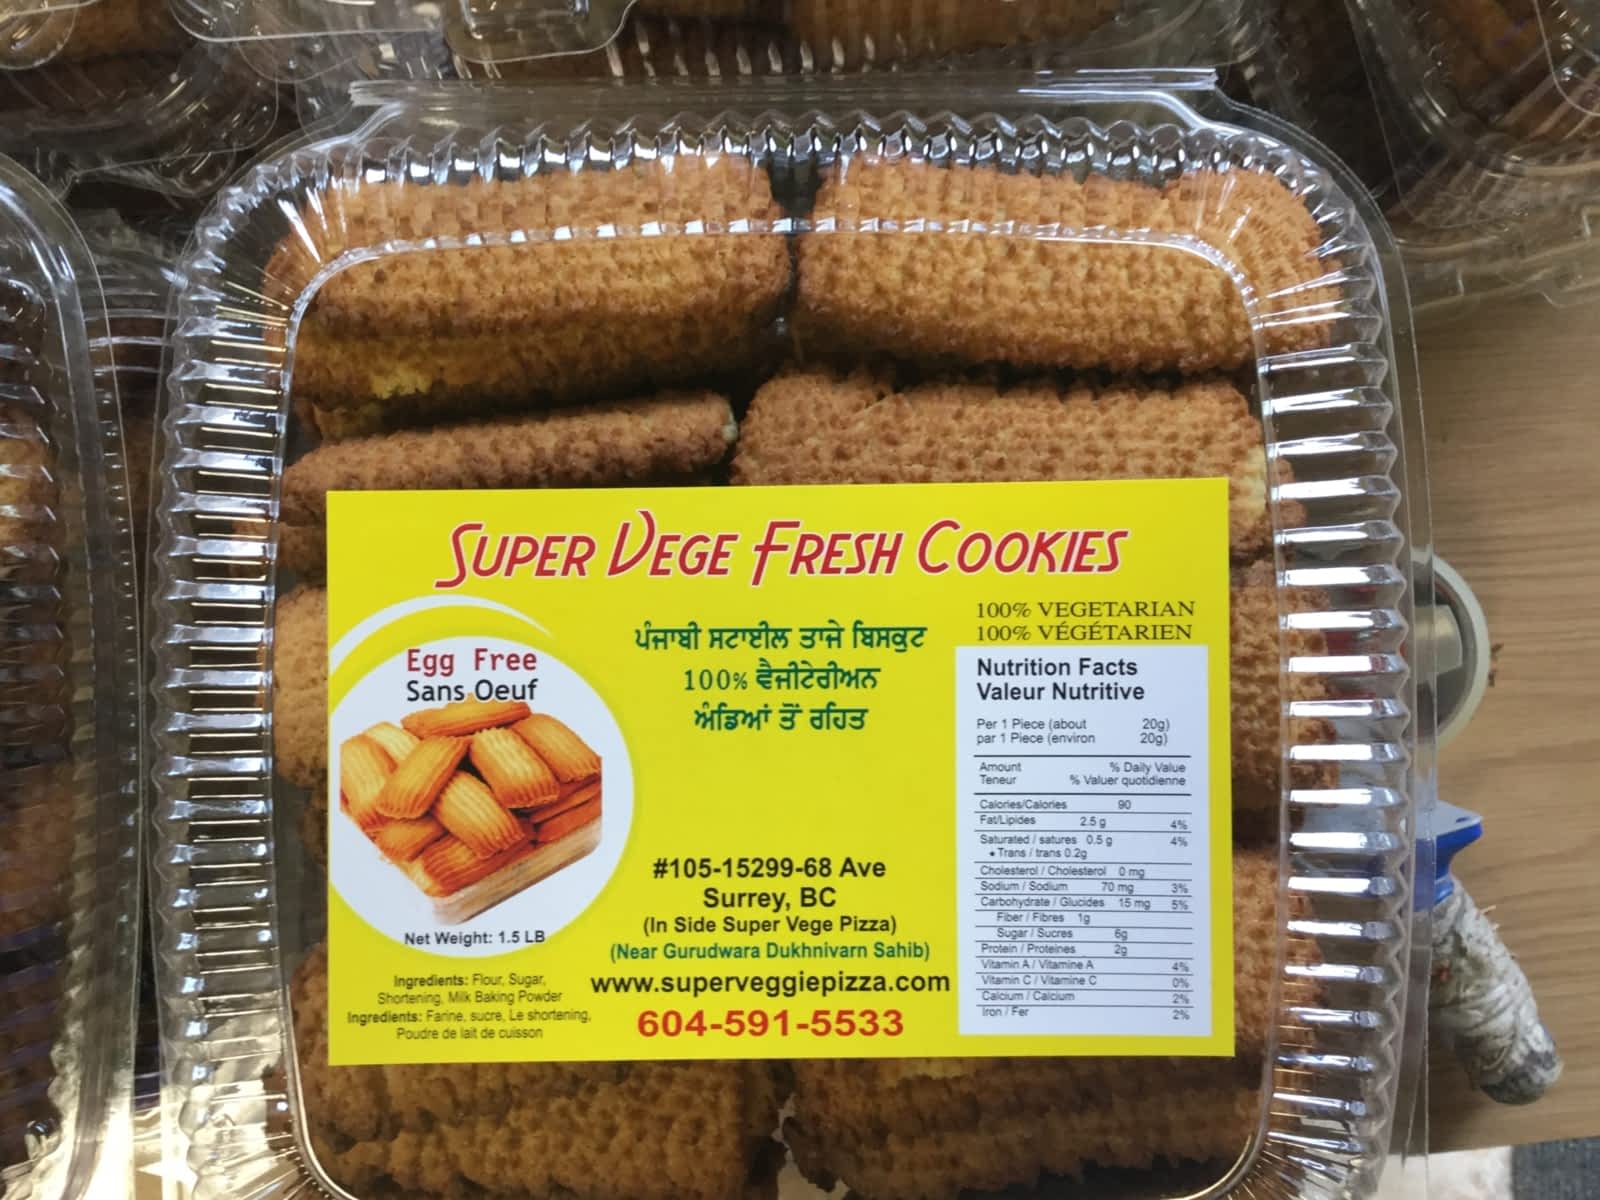 SUPER VEGE FRESH COOKIES
Egg Free
Sans Oeuf
Net Weight: 1.5 LB
Ingredients: Flour, Sugar,
Shortening, Milk Baking Powder
Ingredients: Farine, sucre, Le shortening,
Poudre de lait de cuisson
ਪੰਜਾਬੀ ਸਟਾਈਲ ਤਾਜੇ ਬਿਸਕੁਟ
100% ਵੈਜੀਟੇਰੀਅਨ
ਅੰਡਿਆਂ ਤੋਂ ਰਹਿਤ
#105-15299-68 Ave
Surrey, BC
(In Side Super Vege Pizza)
(Near Gurudwara Dukhnivarn Sahib)
www.superveggiepizza.com
604-591-5533
100% VEGETARIAN
100% VÉGÉTARIEN
Nutrition Facts
Valeur Nutritive
Per 1 Piece (about 20g)
par 1 Piece (environ 20g)
Amount % Daily Value
Teneur % Valuer quotidienne
Calories/Calories 90
Fat/Lipides 2.5 g 4%
Saturated / satures 0.5 g 4%
• Trans / trans 0.2g
Cholesterol / Cholesterol 0 mg
Sodium / Sodium 70 mg 3%
Carbohydrate / Glucides 15 mg 5%
Fiber / Fibres 1g
Sugar / Sucres 6g
Protein / Proteines 2g
Vitamin A / Vitamine A 4%
Vitamin C / Vitamine C 0%
Calcium / Calcium 2%
Iron / Fer 2%